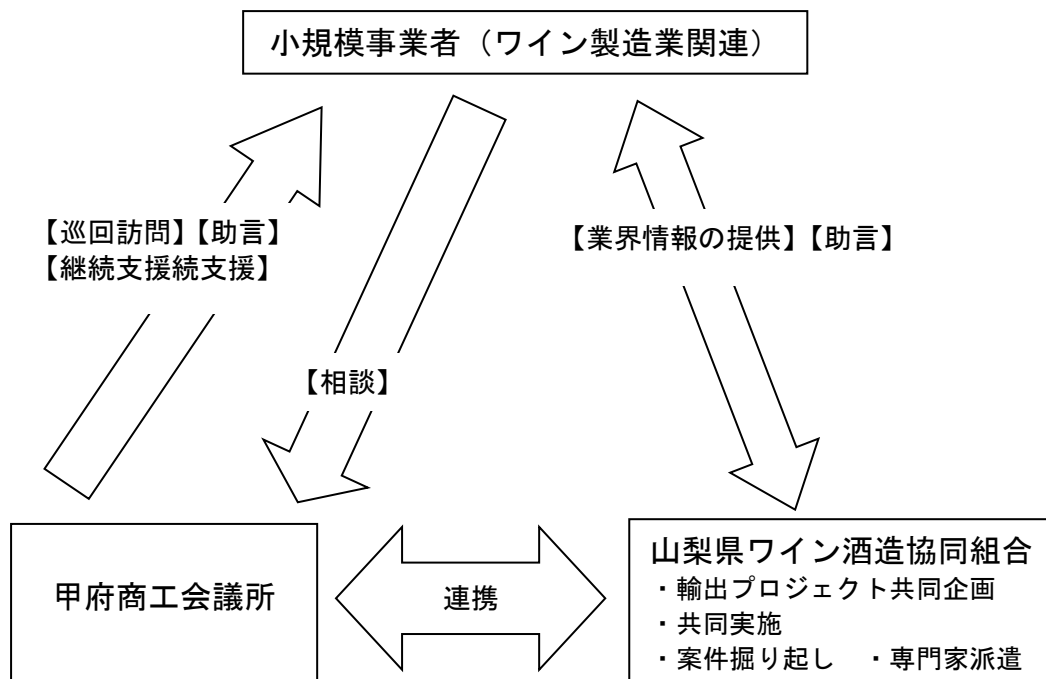 小規模事業者（ワイン製造業関連）
【巡回訪問】【助言】
【継続支援続支援】
【業界情報の提供】【助言】
【相談】
甲府商工会議所
連携
山梨県ワイン酒造協同組合
・輸出プロジェクト共同企画
・共同実施
・案件掘り起し　・専門家派遣